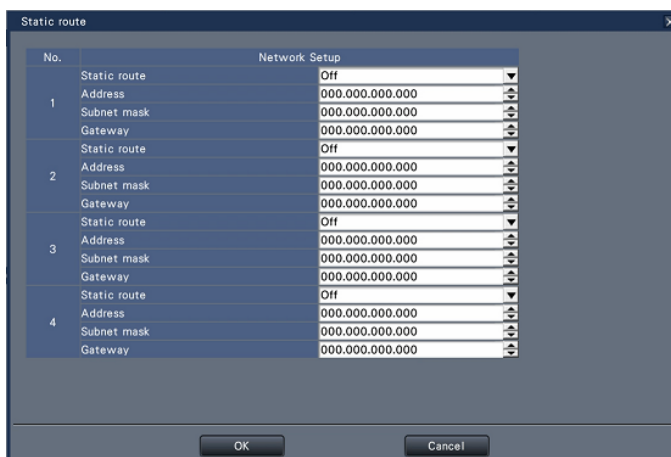 Static route
No. Network Setup
Static route Off
1 Address 000.000.000.000
Subnet mask 000.000.000.000
Gateway 000.000.000.000
Static route Off
2 Address 000.000.000.000
Subnet mask 000.000.000.000
Gateway 000.000.000.000
Static route Off
3 Address 000.000.000.000
Subnet mask 000.000.000.000
Gateway 000.000.000.000
Static route Off
4 Address 000.000.000.000
Subnet mask 000.000.000.000
Gateway 000.000.000.000
OK Cancel